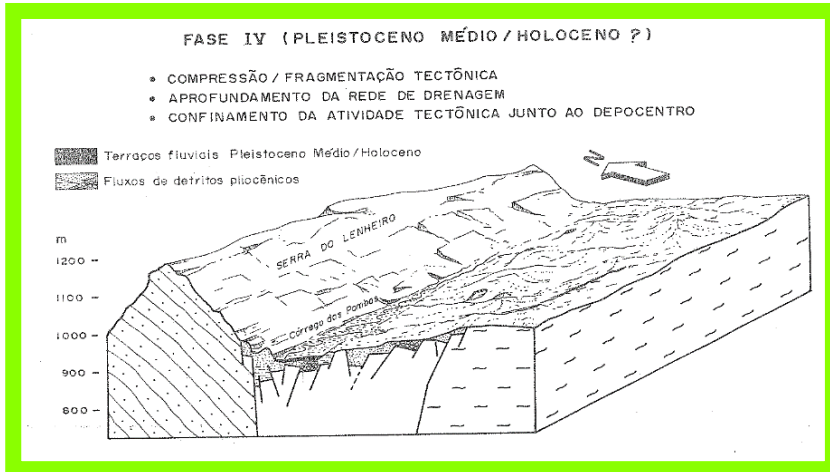 FASE IV (PLEISTOCENO MÉDIO/HOLOCENO ?)
* COMPRESSÃO/FRAGMENTAÇÃO TECTÔNICA
* APROFUNDAMENTO DA REDE DE DRENAGEM
* CONFINAMENTO DA ATIVIDADE TECTÔNICA JUNTO AO DEPOCENTRO
Terraços fluviais Pleistoceno Médio/Holoceno
Fluxos de detritos pliocênicos
N
SERRA DO LENHEIRO
m
1200
1100
Córrego dos Pombos
1000
900
800